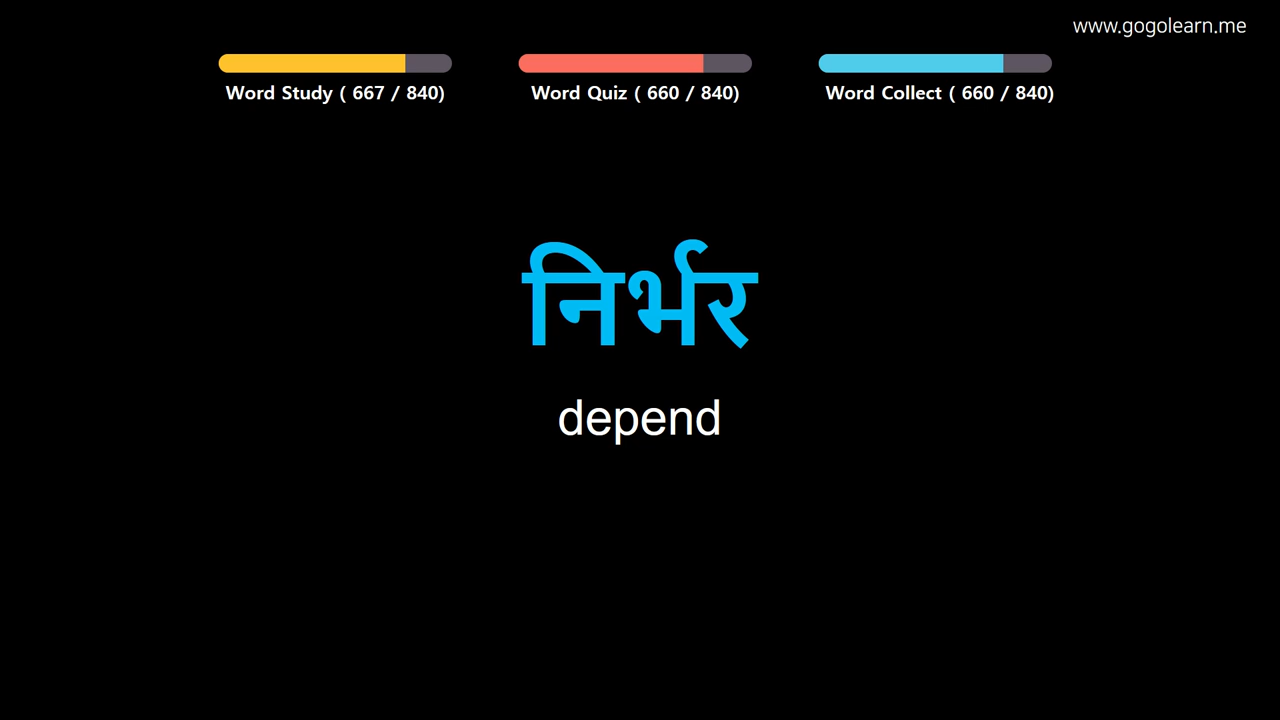 www.gogolearn.me
Word Study ( 667 / 840)
Word Quiz ( 660 / 840)
Word Collect ( 660 / 840)
निर्भर
depend